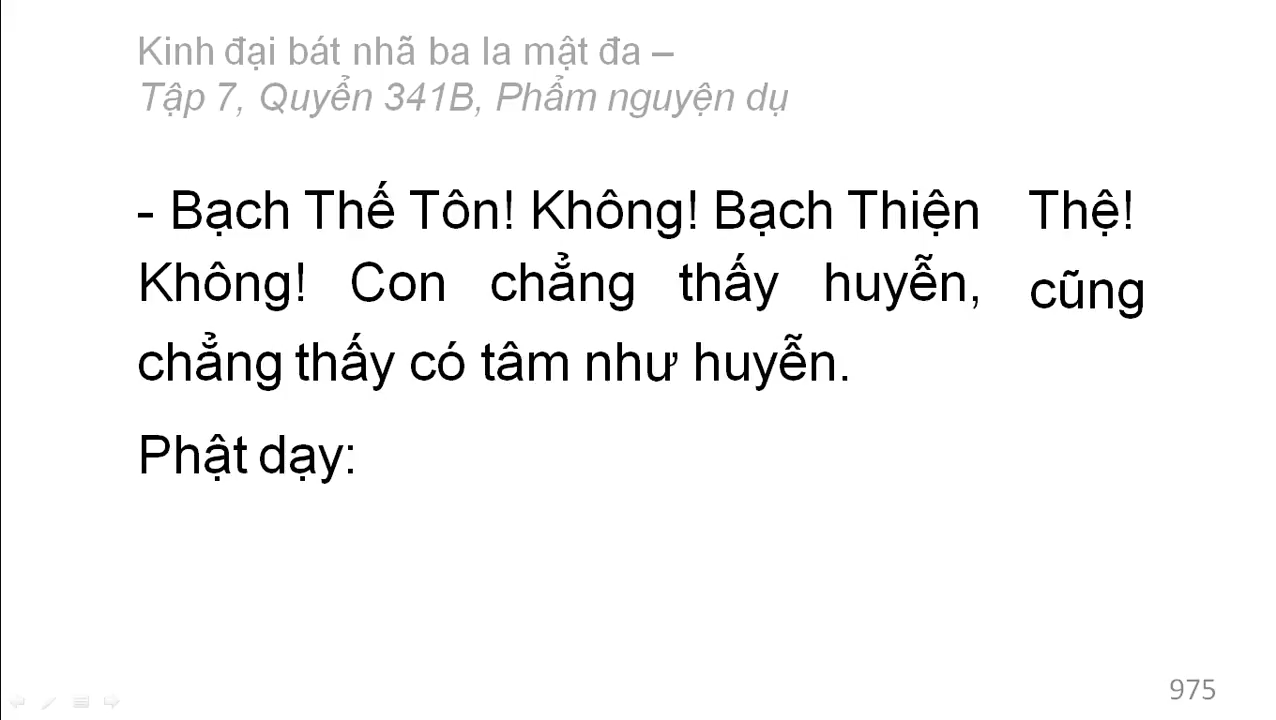 Kinh đại bát nhã ba la mật đa –
Tập 7, Quyển 341B, Phẩm nguyện dụ
- Bạch Thế Tôn! Không! Bạch Thiện Thệ!
Không! Con chẳng thấy huyễn, cũng
chẳng thấy có tâm như huyễn.
Phật dạy:
975